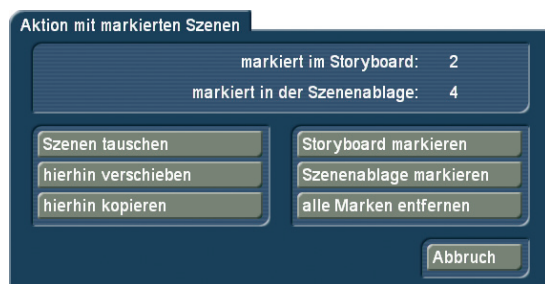 Aktion mit markierten Szenen
markiert im Storyboard: 2
markiert in der Szenenablage: 4
Szenen tauschen
hierhin verschieben
hierhin kopieren
Storyboard markieren
Szenenablage markieren
alle Marken entfernen
Abbruch